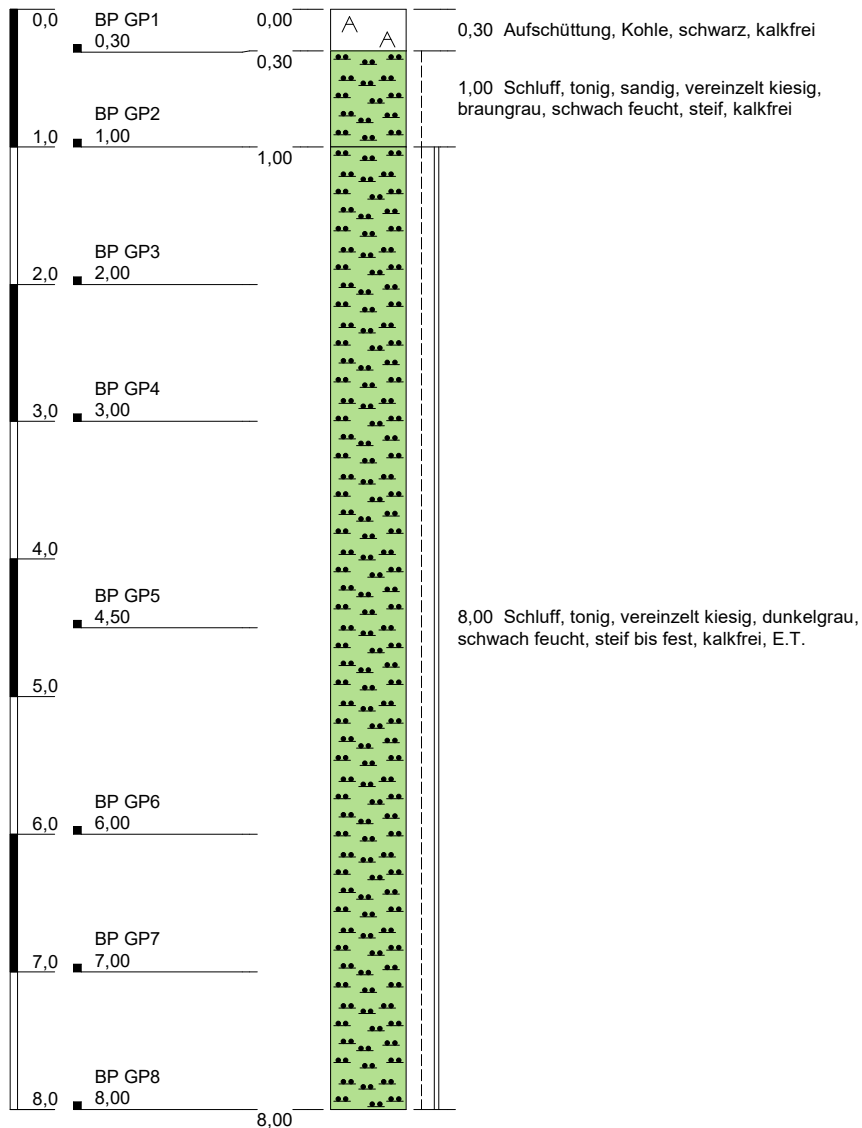 0,0
BP GP1
0,30
0,00
A
A
0,30 Aufschüttung, Kohle, schwarz, kalkfrei
0,30
1,00 Schluff, tonig, sandig, vereinzelt kiesig,
braungrau, schwach feucht, steif, kalkfrei
BP GP2
1,00
1,0
1,00
BP GP3
2,00
2,0
BP GP4
3,00
3,0
4,0
BP GP5
4,50
8,00 Schluff, tonig, vereinzelt kiesig, dunkelgrau,
schwach feucht, steif bis fest, kalkfrei, E.T.
5,0
BP GP6
6,00
6,0
BP GP7
7,00
7,0
BP GP8
8,00
8,0
8,00